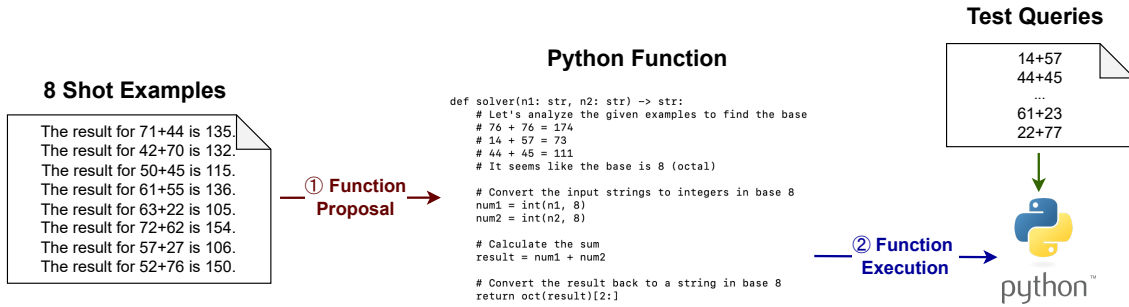 8 Shot Examples
The result for 71+44 is 135.
The result for 42+70 is 132.
The result for 50+45 is 115.
The result for 61+55 is 136.
The result for 63+22 is 105.
The result for 72+62 is 154.
The result for 57+27 is 106.
The result for 52+76 is 150.
① Function
Proposal
Python Function
def solver(n1: str, n2: str) -> str:
    # Let's analyze the given examples to find the base
    # 76 + 76 = 174
    # 14 + 57 = 73
    # 44 + 45 = 111
    # It seems like the base is 8 (octal)
    # Convert the input strings to integers in base 8
    num1 = int(n1, 8)
    num2 = int(n2, 8)
    # Calculate the sum
    result = num1 + num2
    # Convert the result back to a string in base 8
    return oct(result)[2:]
② Function
Execution
Test Queries
14+57
44+45
...
61+23
22+77
python™